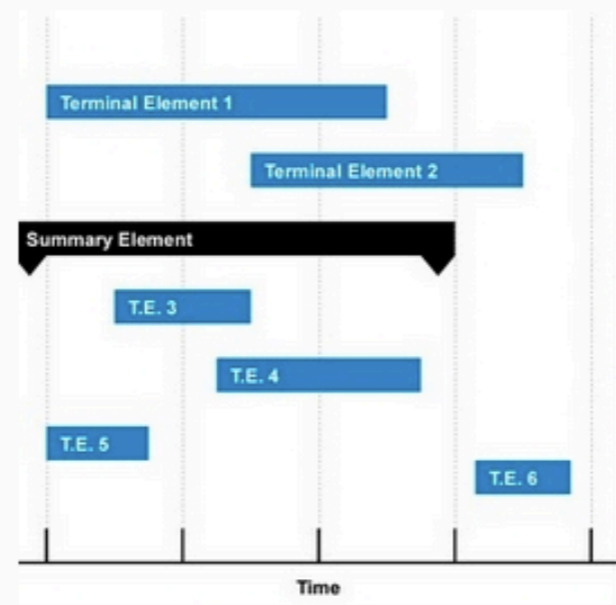 Terminal Element 1
Terminal Element 2
Summary Element
T.E. 3
T.E. 4
T.E. 5
T.E. 6
Time